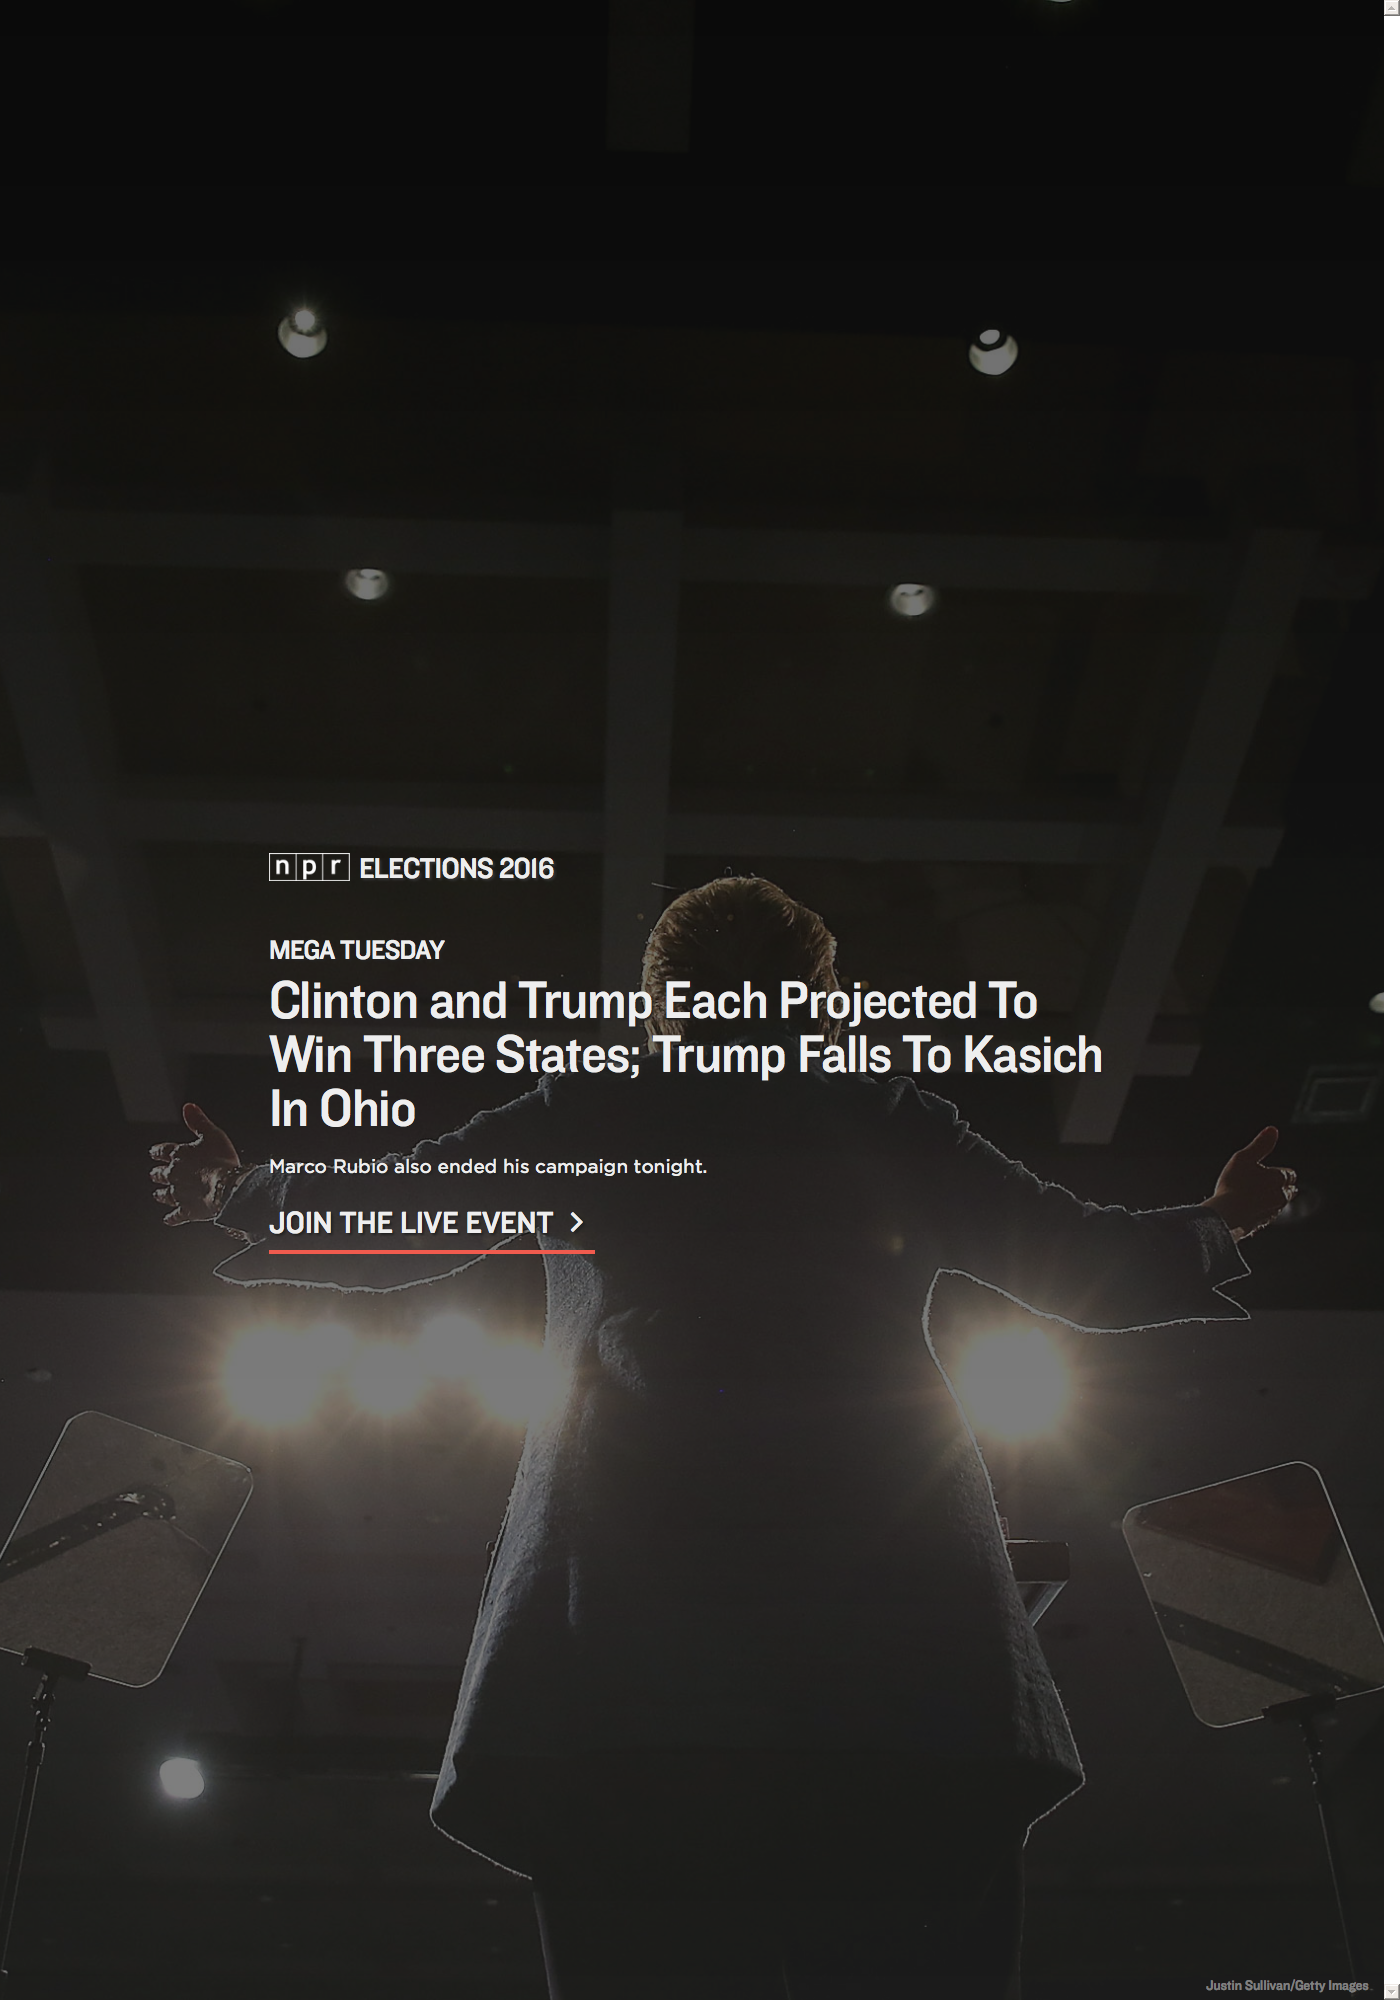 npr ELECTIONS 2016
MEGA TUESDAY
Clinton and Trump Each Projected To
Win Three States; Trump Falls To Kasich
In Ohio
Marco Rubio also ended his campaign tonight.
JOIN THE LIVE EVENT
Justin Sullivan/Getty Images